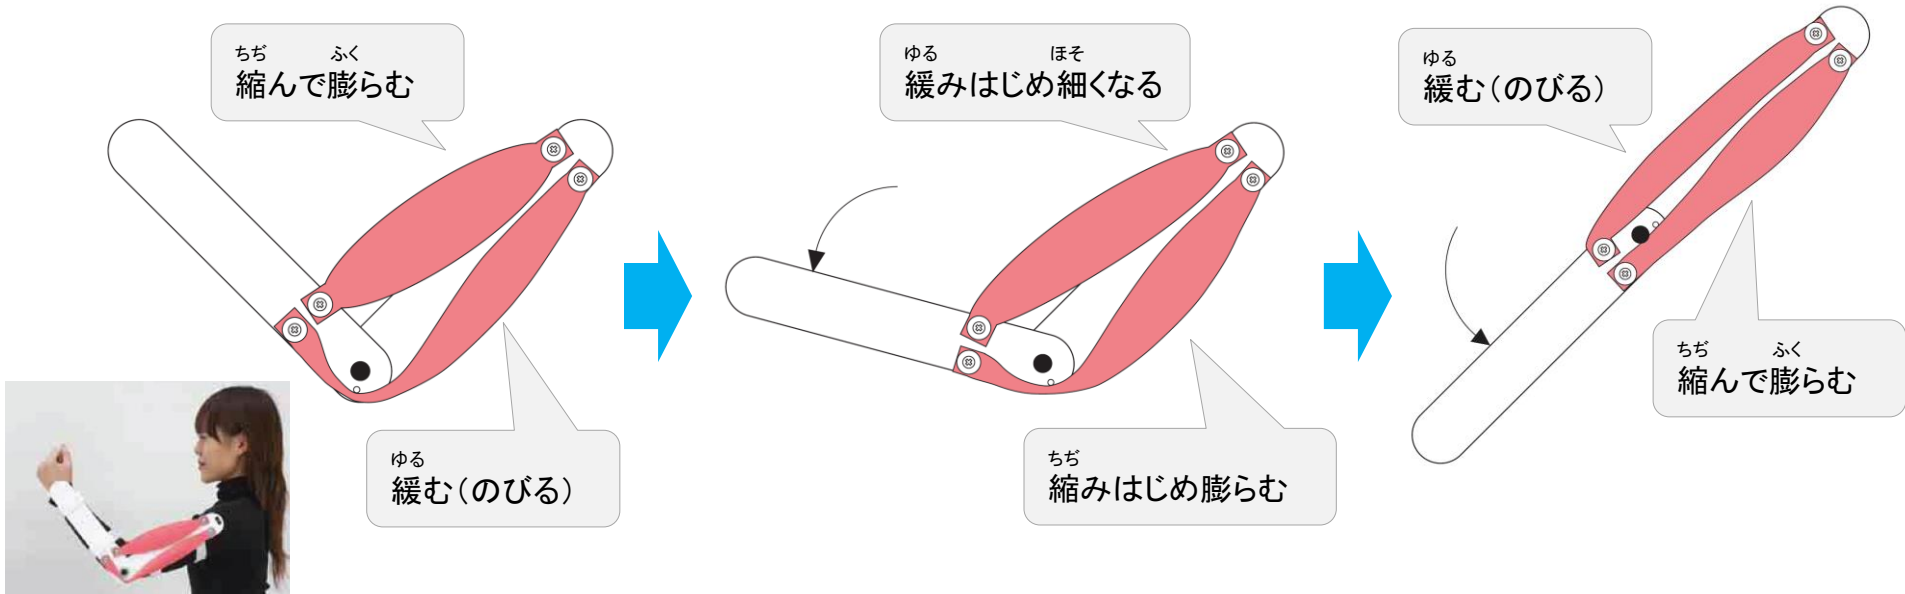 ちぢ ふく
縮んで膨らむ
ゆる
緩む(のびる)
ゆる ほそ
緩みはじめ細くなる
ちぢ
縮みはじめ膨らむ
ゆる
緩む(のびる)
ちぢ ふく
縮んで膨らむ